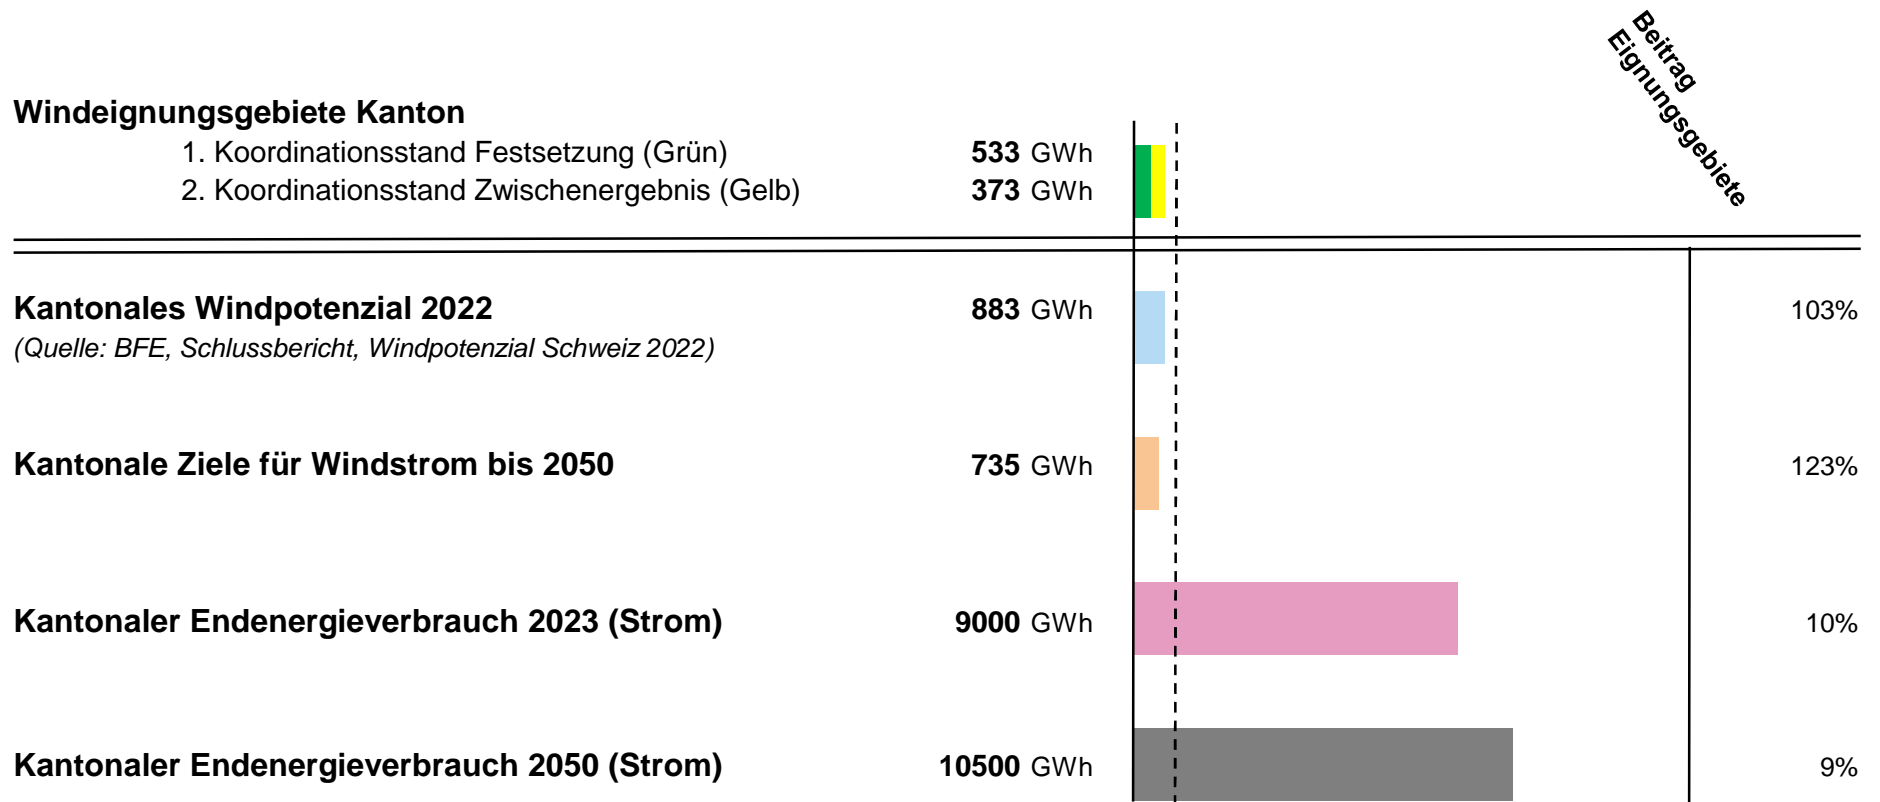 Beitrag
Eignungsgebiete
Windeignungsgebiete Kanton
1. Koordinationsstand Festsetzung (Grün) 533 GWh
2. Koordinationsstand Zwischenergebnis (Gelb) 373 GWh
Kantonales Windpotenzial 2022 883 GWh 103%
(Quelle: BFE, Schlussbericht, Windpotenzial Schweiz 2022)
Kantonale Ziele für Windstrom bis 2050 735 GWh 123%
Kantonaler Endenergieverbrauch 2023 (Strom) 9000 GWh 10%
Kantonaler Endenergieverbrauch 2050 (Strom) 10500 GWh 9%